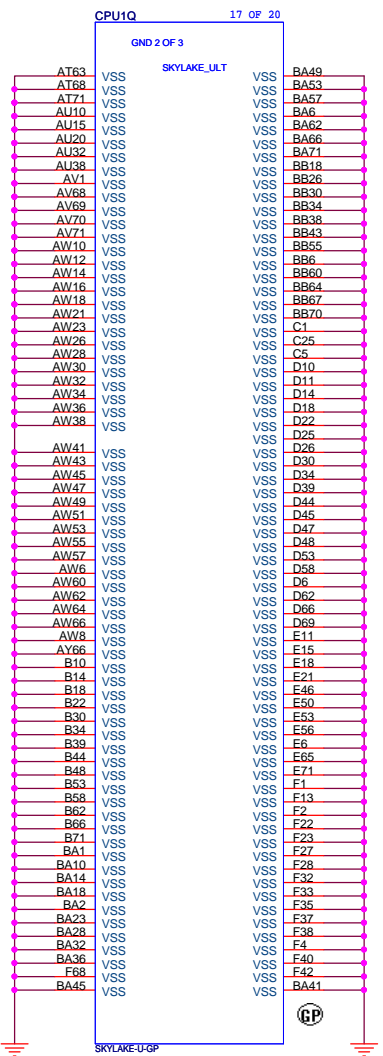 CPU1Q 17 OF 20
GND 2 OF 3
SKYLAKE_ULT
AT63 VSS VSS BA49
AT68 VSS VSS BA53
AT71 VSS VSS BA57
AU10 VSS VSS BA6
AU15 VSS VSS BA62
AU20 VSS VSS BA66
AU32 VSS VSS BA71
AU38 VSS VSS BB18
AV1 VSS VSS BB26
AV68 VSS VSS BB30
AV69 VSS VSS BB34
AV70 VSS VSS BB38
AV71 VSS VSS BB43
AW10 VSS VSS BB55
AW12 VSS VSS BB6
AW14 VSS VSS BB60
AW16 VSS VSS BB64
AW18 VSS VSS BB67
AW21 VSS VSS BB70
AW23 VSS VSS C1
AW26 VSS VSS C25
AW28 VSS VSS C5
AW30 VSS VSS D10
AW32 VSS VSS D11
AW34 VSS VSS D14
AW36 VSS VSS D18
AW38 VSS VSS D22
VSS D25
AW41 VSS VSS D26
AW43 VSS VSS D30
AW45 VSS VSS D34
AW47 VSS VSS D39
AW49 VSS VSS D44
AW51 VSS VSS D45
AW53 VSS VSS D47
AW55 VSS VSS D48
AW57 VSS VSS D53
AW6 VSS VSS D58
AW60 VSS VSS D6
AW62 VSS VSS D62
AW64 VSS VSS D66
AW66 VSS VSS D69
AW8 VSS VSS E11
AY66 VSS VSS E15
B10 VSS VSS E18
B14 VSS VSS E21
B18 VSS VSS E46
B22 VSS VSS E50
B30 VSS VSS E53
B34 VSS VSS E56
B39 VSS VSS E6
B44 VSS VSS E65
B48 VSS VSS E71
B53 VSS VSS F1
B58 VSS VSS F13
B62 VSS VSS F2
B66 VSS VSS F22
B71 VSS VSS F23
BA1 VSS VSS F27
BA10 VSS VSS F28
BA14 VSS VSS F32
BA18 VSS VSS F33
BA2 VSS VSS F35
BA23 VSS VSS F37
BA28 VSS VSS F38
BA32 VSS VSS F4
BA36 VSS VSS F40
F68 VSS VSS F42
BA45 VSS VSS BA41
GP
SKYLAKE-U-GP